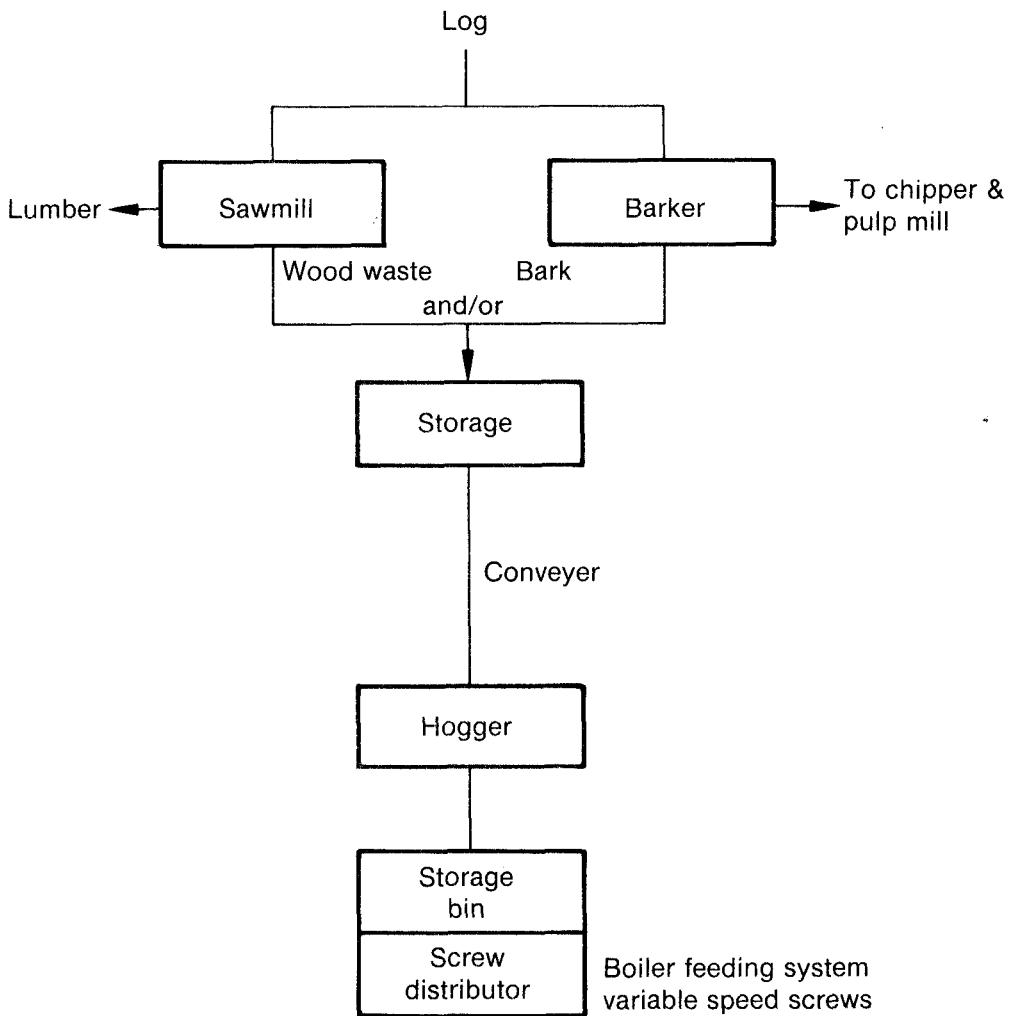 Log
Lumber
Sawmill
Barker
To chipper &
pulp mill
Wood waste
Bark
and/or
Storage
Conveyer
Hogger
Storage
bin
Screw
distributor
Boiler feeding system
variable speed screws